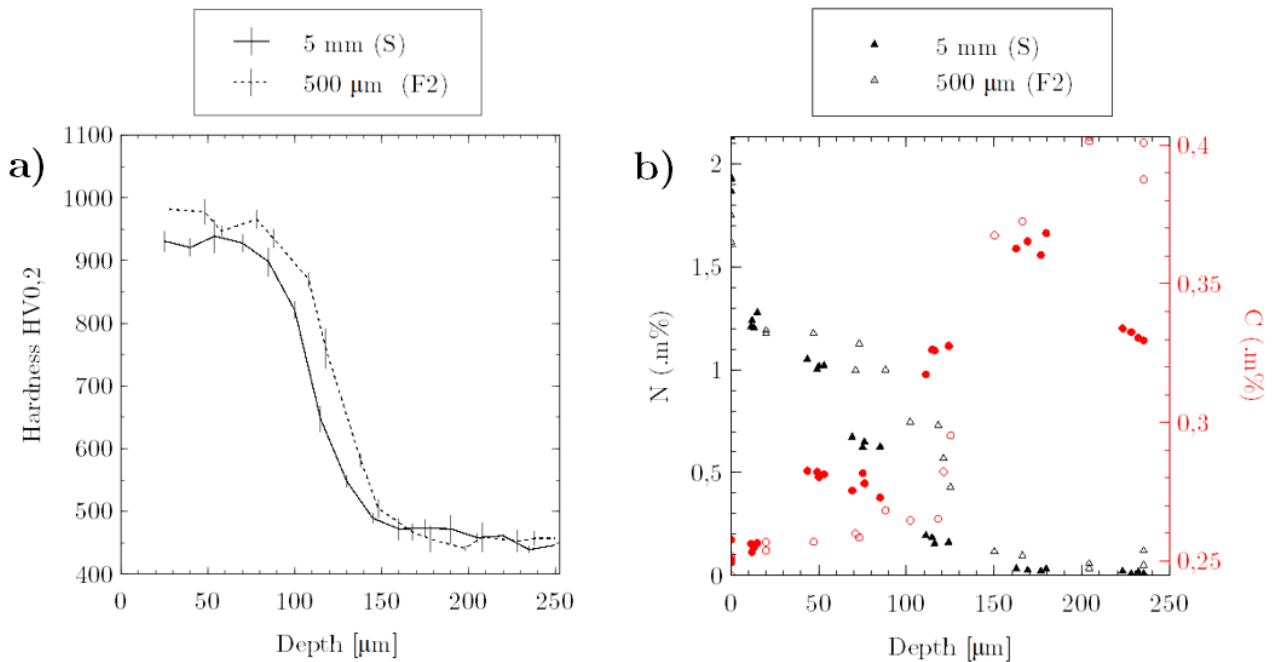 5 mm (S)
500 μm (F2)
a)
1100
1000
900
800
700
600
500
400
0
50
100
150
200
250
Hardness HV0,2
Depth [μm]
5 mm (S)
500 μm (F2)
b)
2
1,5
1
0,5
0
0
50
100
150
200
250
N (.m%)
Depth [μm]
0,4
0,35
0,3
0,25
C (.m%)